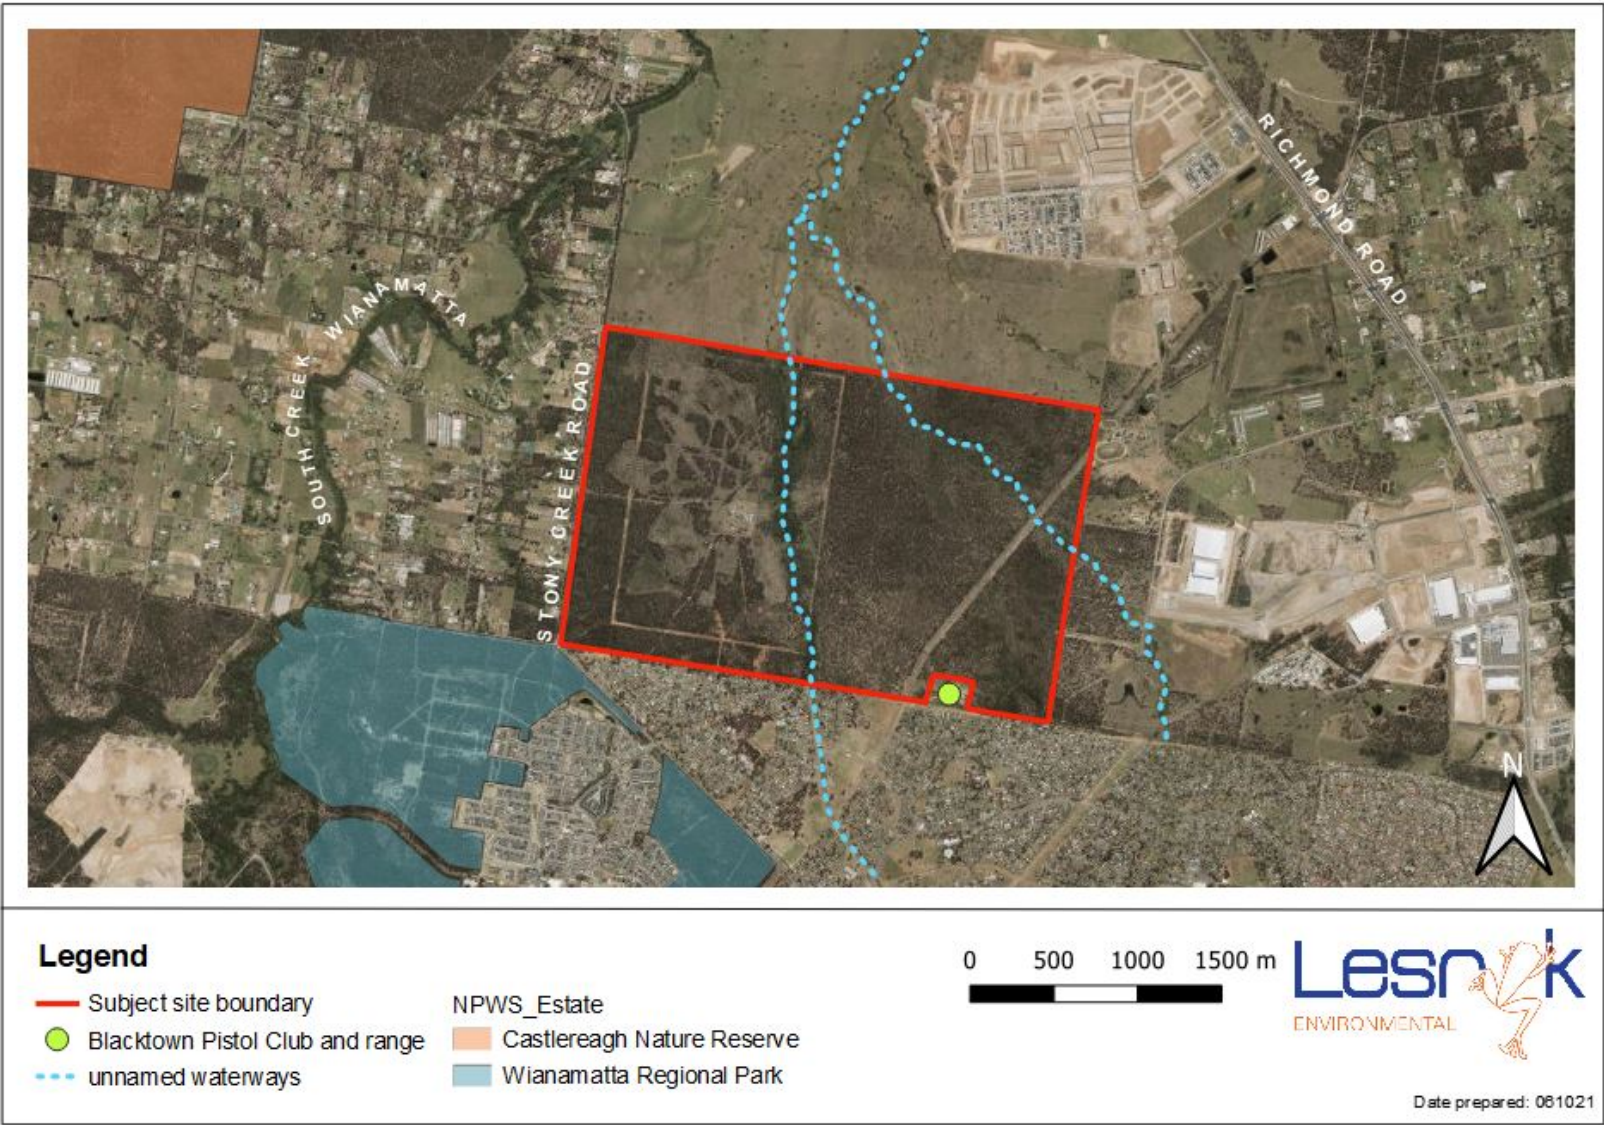 RICHMOND ROAD
SOUTH CREEK WIANAMATTA
STONY CREEK ROAD
N
Legend
Subject site boundary
Blacktown Pistol Club and range
unnamed waterways
NPWS_Estate
Castlereagh Nature Reserve
Wianamatta Regional Park
0 500 1000 1500 m
Lesryk
ENVIRONMENTAL
Date prepared: 061021